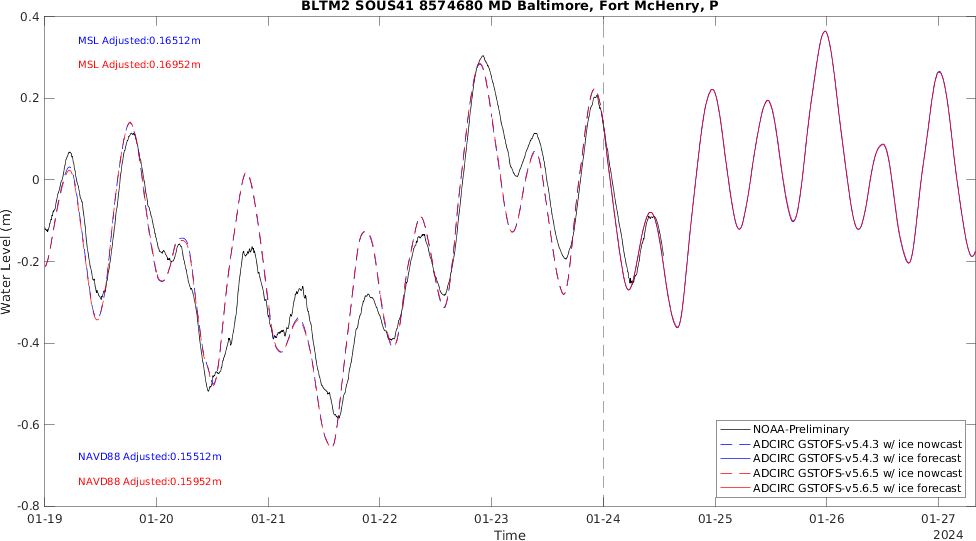 BLTM2 SOUS41 8574680 MD Baltimore, Fort McHenry, P
0.4
MSL Adjusted:0.16512m
MSL Adjusted:0.16952m
0.2
0
-0.2
-0.4
-0.6
-0.8
Water Level (m)
NAVD88 Adjusted:0.15512m
NAVD88 Adjusted:0.15952m
NOAA-Preliminary
ADCIRC GSTOFS-v5.4.3 w/ ice nowcast
ADCIRC GSTOFS-v5.4.3 w/ ice forecast
ADCIRC GSTOFS-v5.6.5 w/ ice nowcast
ADCIRC GSTOFS-v5.6.5 w/ ice forecast
01-19 01-20 01-21 01-22 01-23 01-24 01-25 01-26 01-27
Time
2024